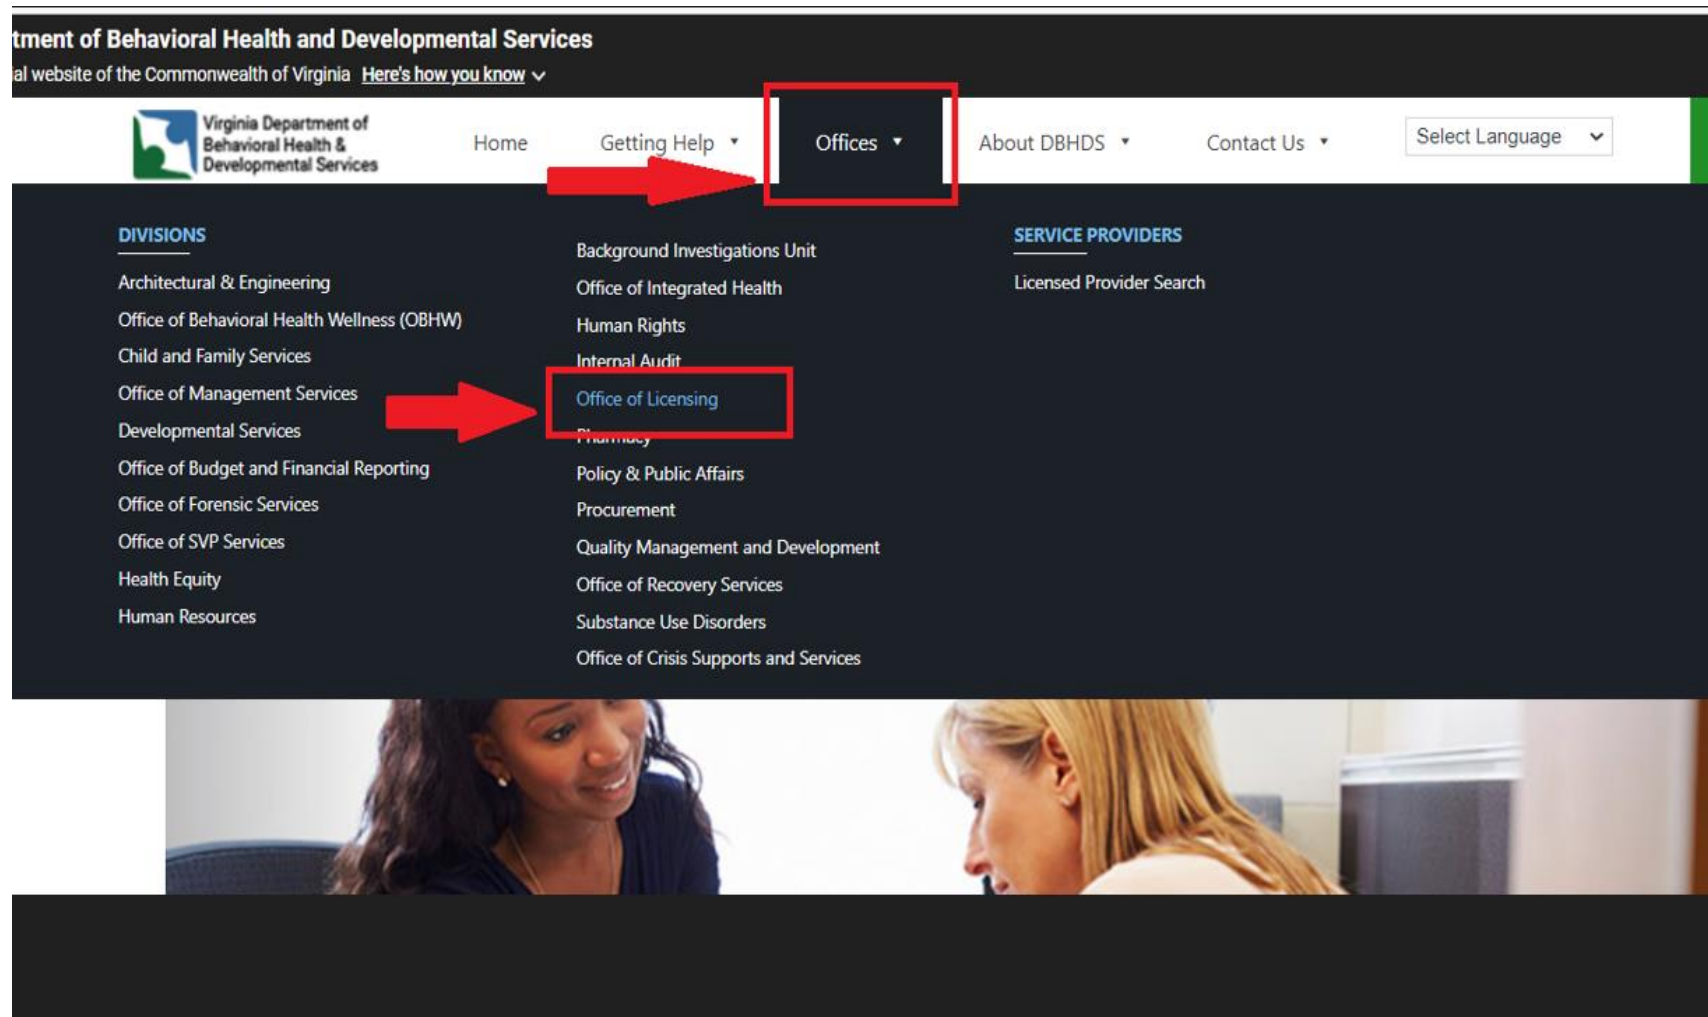 tment of Behavioral Health and Developmental Services
ial website of the Commonwealth of Virginia Here's how you know
Virginia Department of
Behavioral Health &
Developmental Services
Home
Getting Help
Offices
About DBHDS
Contact Us
Select Language
DIVISIONS
Architectural & Engineering
Office of Behavioral Health Wellness (OBHW)
Child and Family Services
Office of Management Services
Developmental Services
Office of Budget and Financial Reporting
Office of Forensic Services
Office of SVP Services
Health Equity
Human Resources
Background Investigations Unit
Office of Integrated Health
Human Rights
Internal Audit
Office of Licensing
Pharmacy
Policy & Public Affairs
Procurement
Quality Management and Development
Office of Recovery Services
Substance Use Disorders
Office of Crisis Supports and Services
SERVICE PROVIDERS
Licensed Provider Search